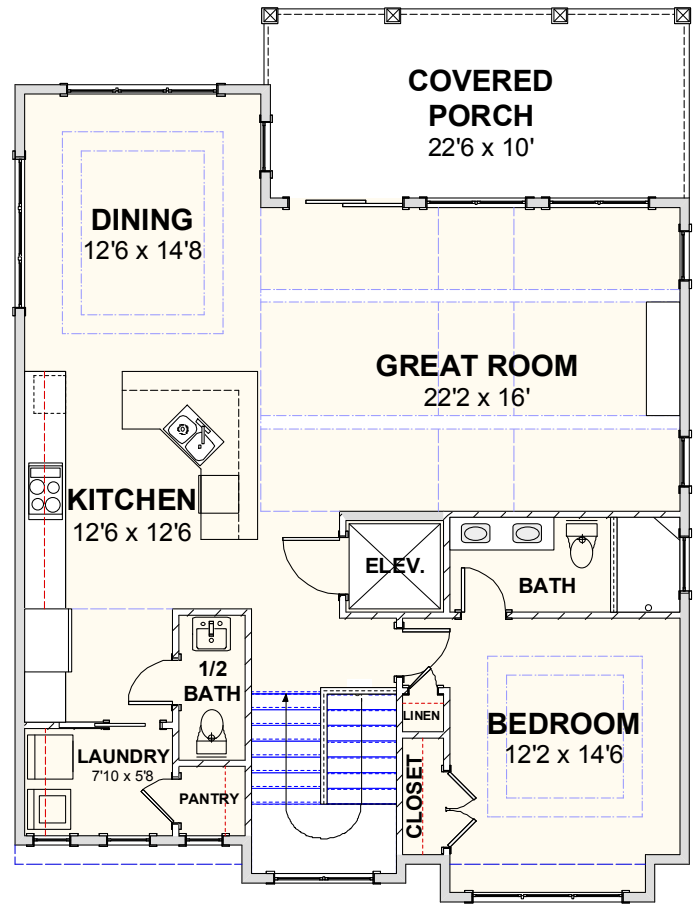 COVERED
PORCH
22'6 x 10'
DINING
12'6 x 14'8
GREAT ROOM
22'2 x 16'
KITCHEN
12'6 x 12'6
ELEV.
BATH
1/2
BATH
LINEN
BEDROOM
12'2 x 14'6
LAUNDRY
7'10 x 5'8
PANTRY
CLOSET